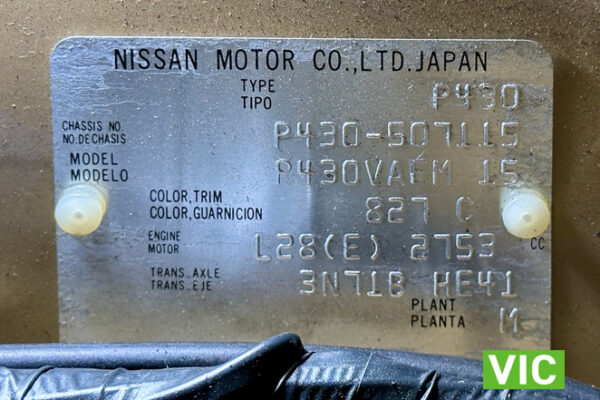 NISSAN MOTOR CO.,LTD.JAPAN
TYPE
TIPO P430
CHASSIS NO.
NO.DE CHASIS P430-507115
MODEL
MODELO P430VAEM 15
COLOR,TRIM
COLOR,GUARNICION 827 C
ENGINE
MOTOR L28(E) 2753 CC
TRANS.,AXLE
TRANS.,EJE 3N71B HE41
PLANT
PLANTA M
VIC